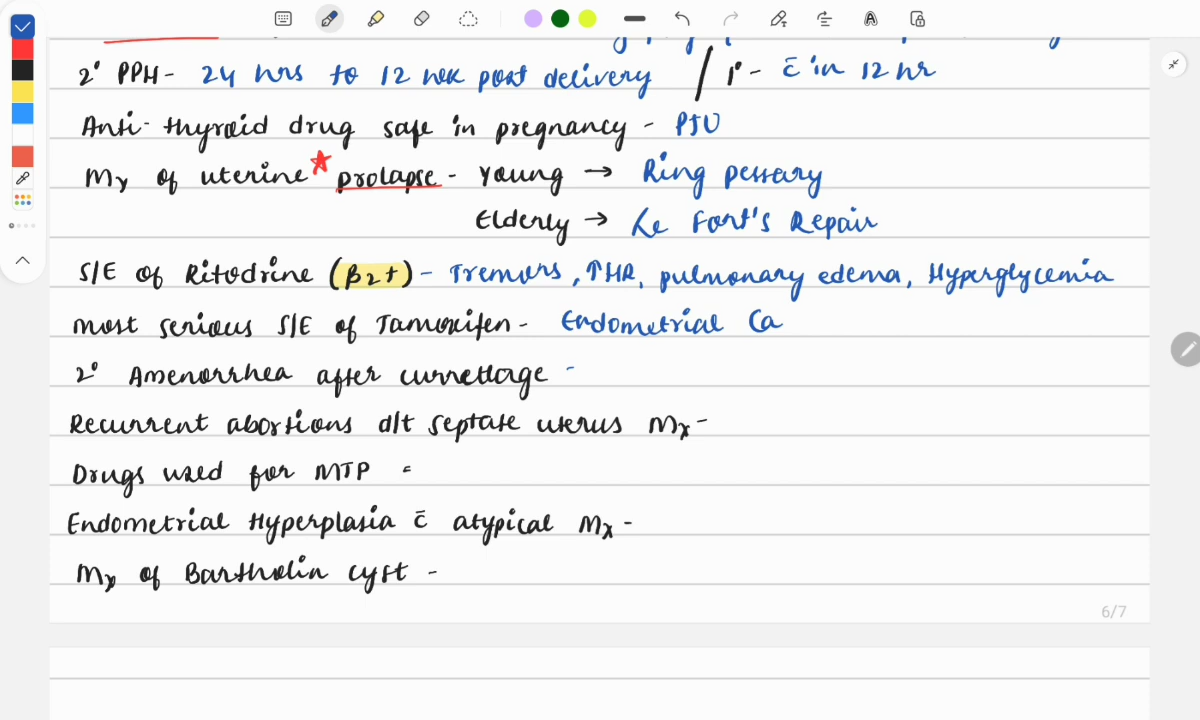 2° PPH - 24 hrs to 12 wek post delivery / 1° - c̄ in 12 hr
Anti-thyroid drug safe in pregnancy - PTU
Mx of uterine prolapse - Young → Ring pessary
Elderly → Le Fort's Repair
S/E of Ritodrine (β2+) - Tremors, ↑HR, pulmonary edema, Hyperglycemia
most serious S/E of Tamoxifen - Endometrial Ca
2° Amenorrhea after currettage -
Recurrent abortions d/t septate uterus Mx -
Drugs used for MTP -
Endometrial Hyperplasia c̄ atypical Mx -
Mx of Bartholin cyst -
6/7